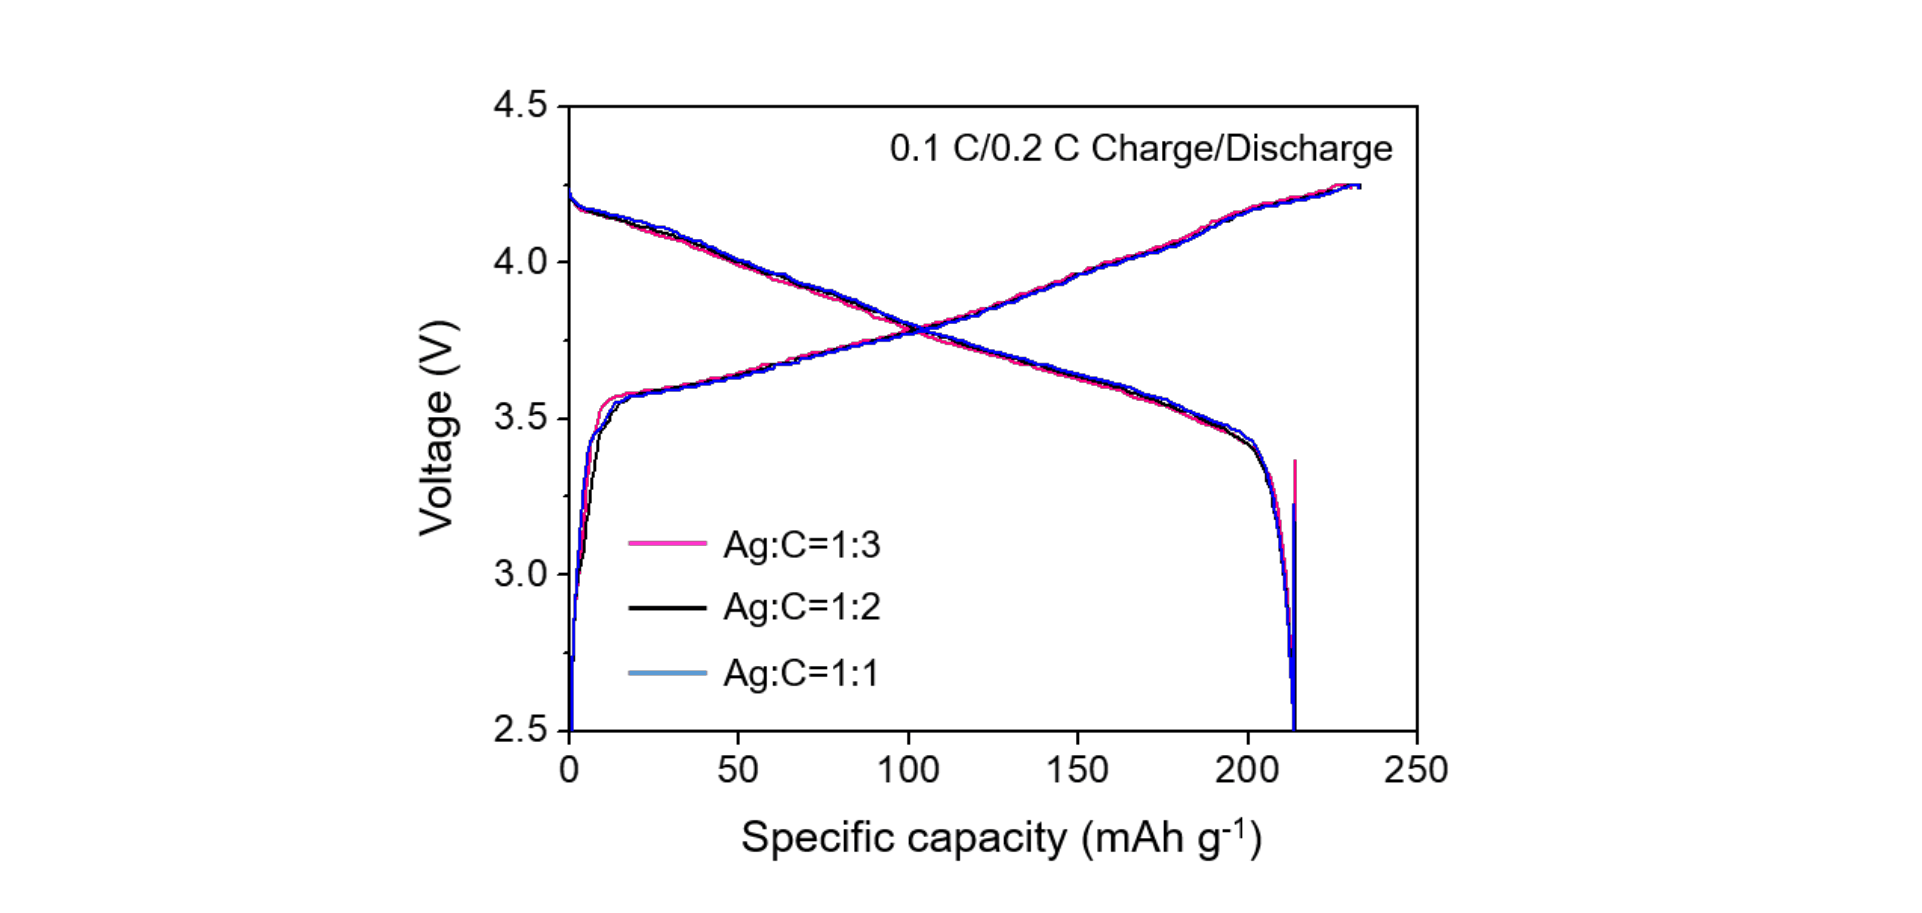 4.5
0.1 C/0.2 C Charge/Discharge
4.0
3.5
3.0
2.5
Voltage (V)
Ag:C=1:3
Ag:C=1:2
Ag:C=1:1
0 50 100 150 200 250
Specific capacity (mAh g⁻¹)